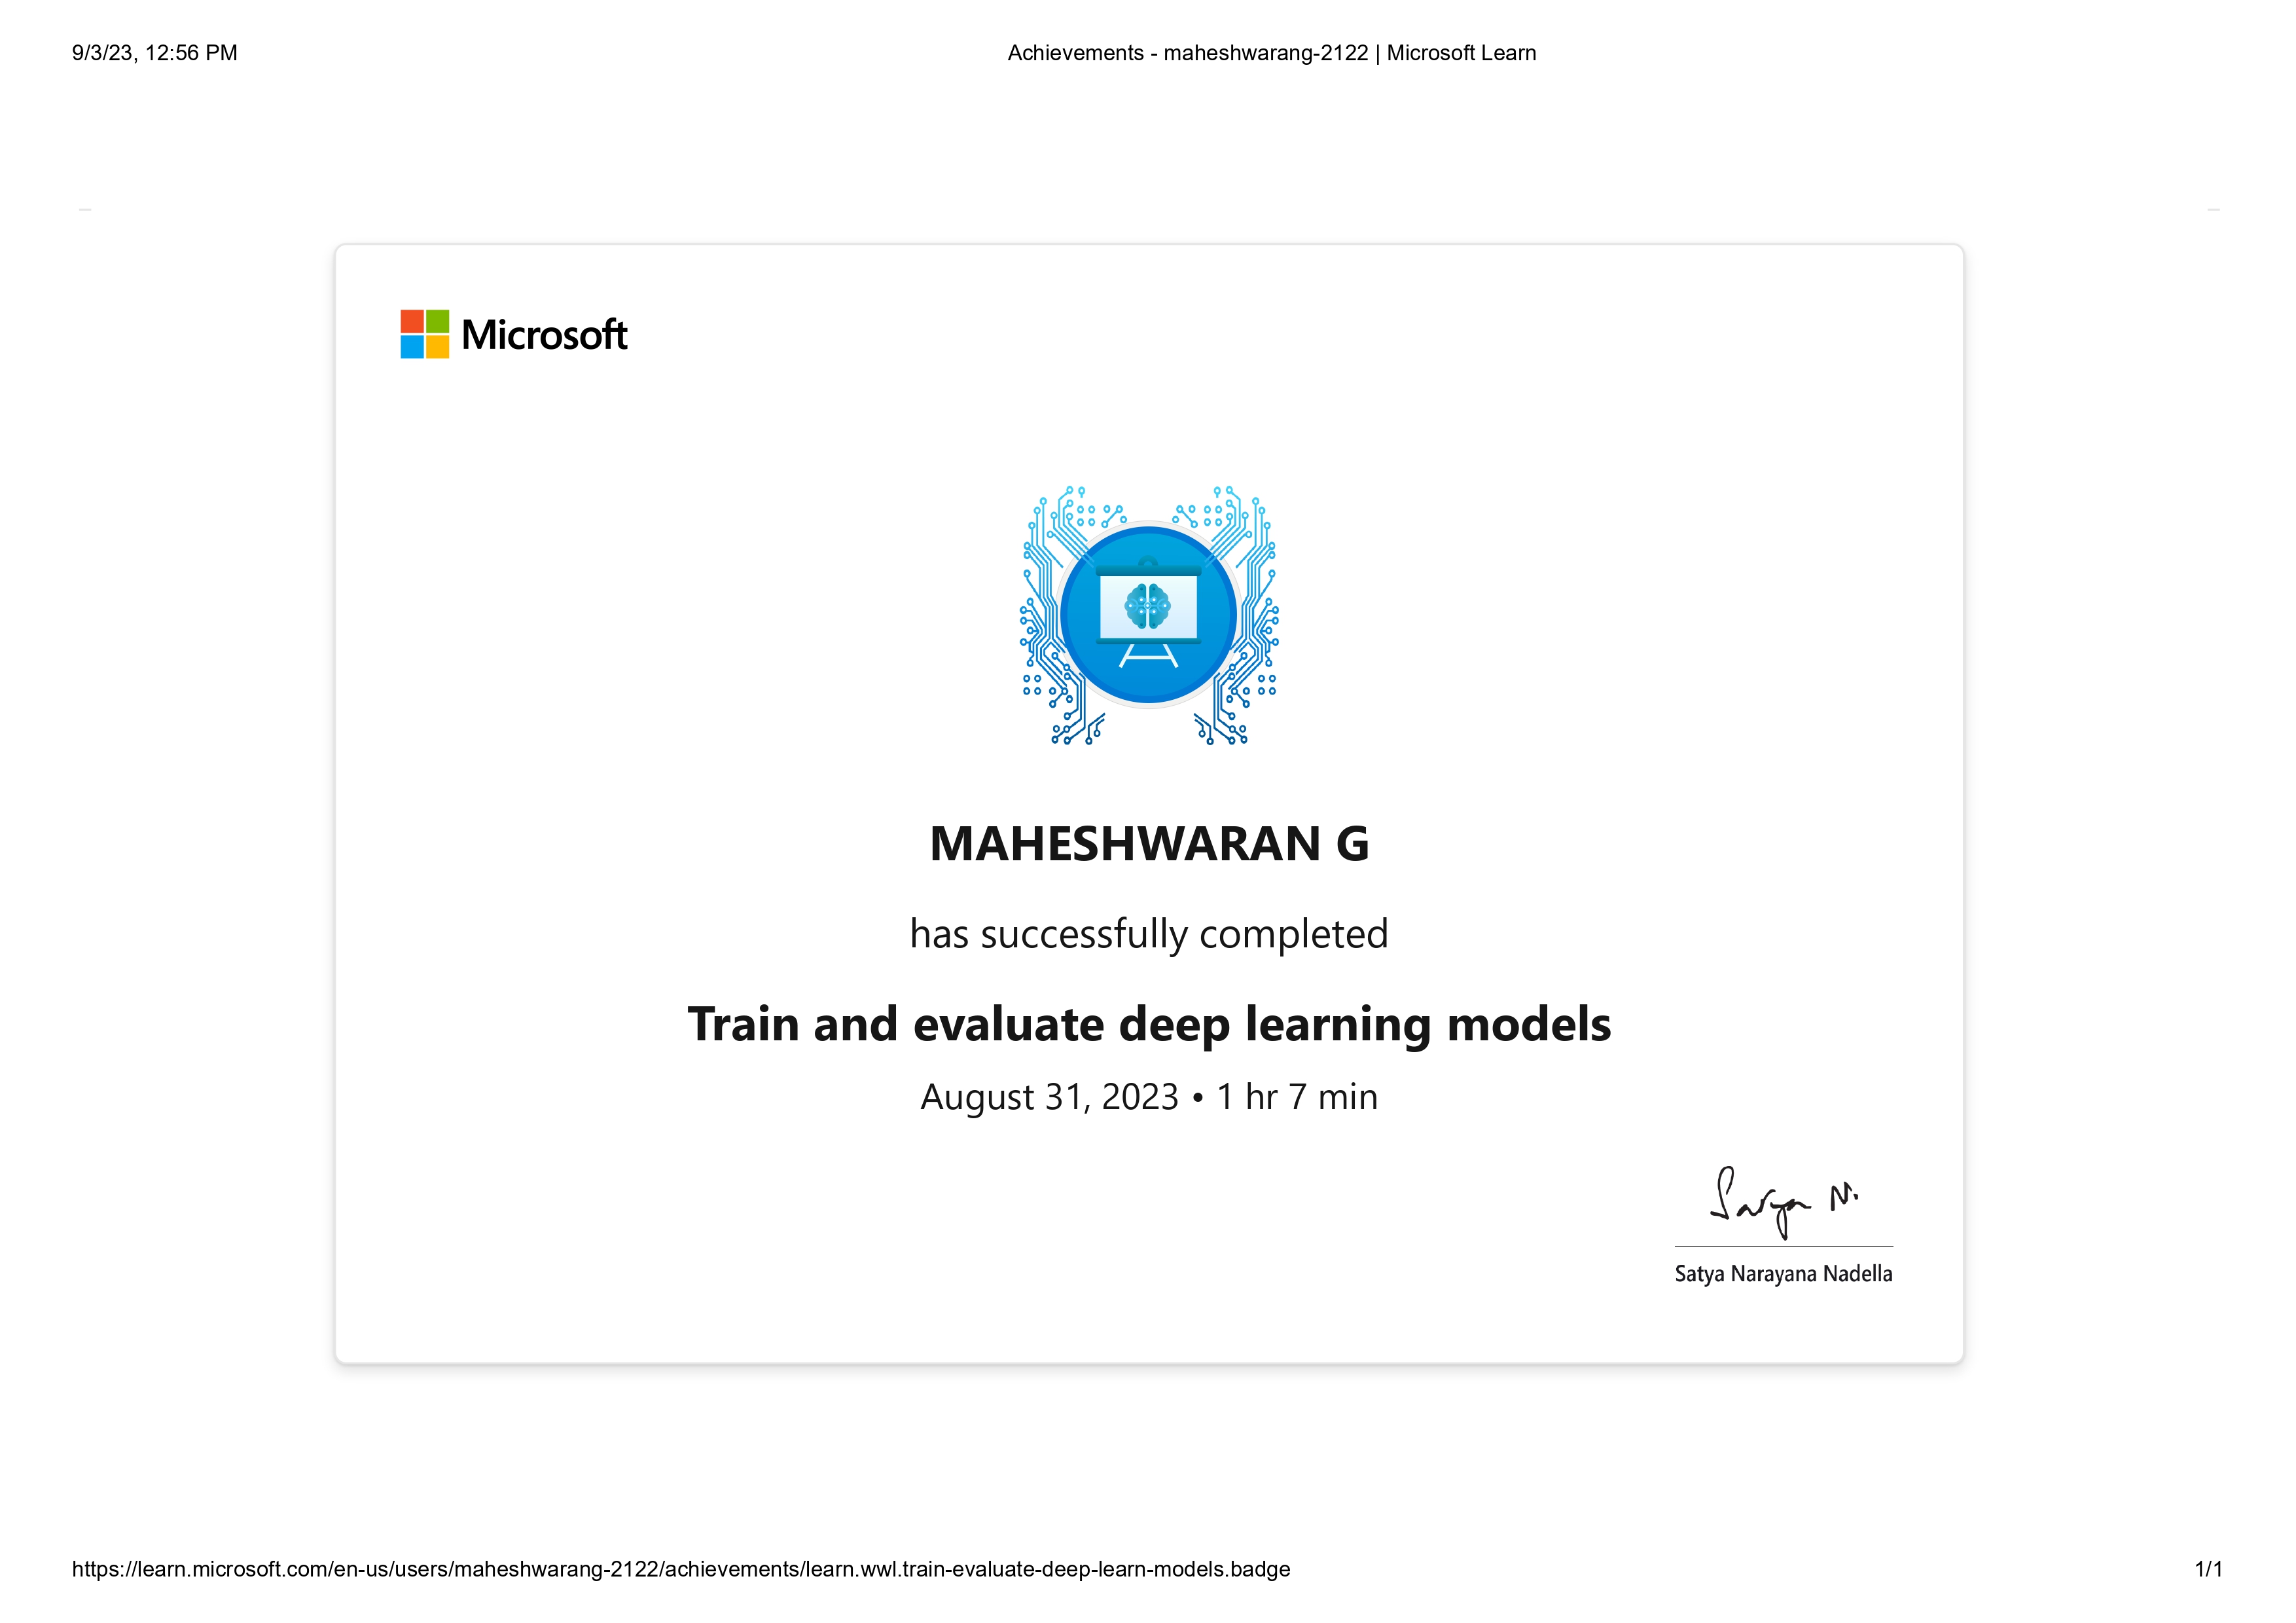 9/3/23, 12:56 PM
Achievements - maheshwarang-2122 | Microsoft Learn
Microsoft
MAHESHWARAN G
has successfully completed
Train and evaluate deep learning models
August 31, 2023 • 1 hr 7 min
Satya N.
Satya Narayana Nadella
https://learn.microsoft.com/en-us/users/maheshwarang-2122/achievements/learn.wwl.train-evaluate-deep-learn-models.badge
1/1